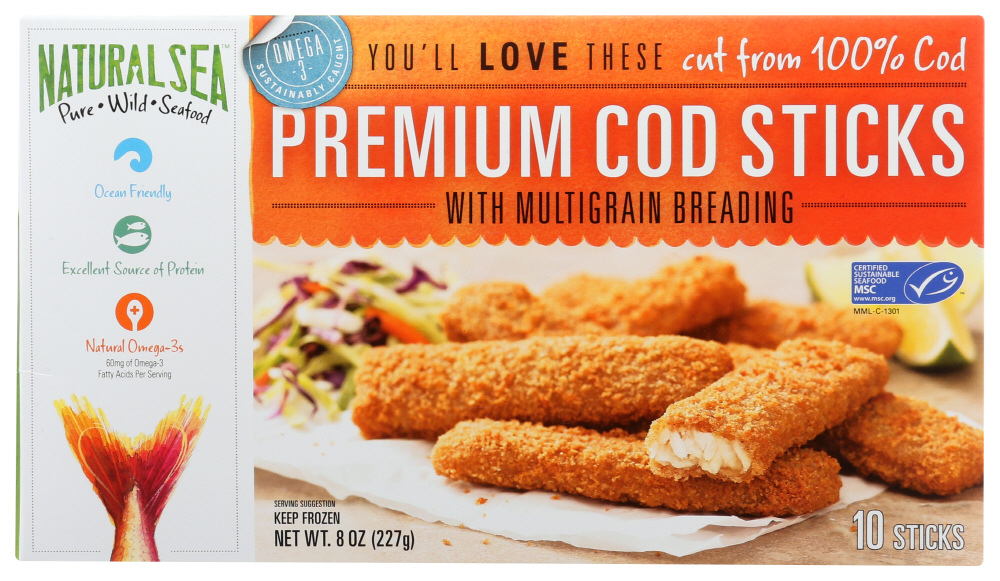 NATURAL SEA™
Pure • Wild • Seafood
Ocean Friendly
Excellent Source of Protein
Natural Omega-3s
60mg of Omega-3
Fatty Acids Per Serving
OMEGA
-3-
SUSTAINABLY CAUGHT
YOU'LL LOVE THESE cut from 100% Cod
PREMIUM COD STICKS
WITH MULTIGRAIN BREADING
CERTIFIED
SUSTAINABLE
SEAFOOD
MSC
www.msc.org
™
MML-C-1301
SERVING SUGGESTION
KEEP FROZEN
NET WT. 8 OZ (227g)
10 STICKS